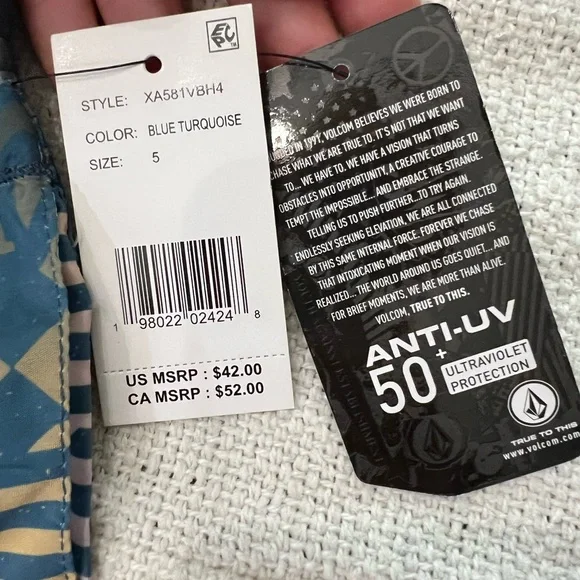 EPC™
STYLE: XA581VBH4
COLOR: BLUE TURQUOISE
SIZE: 5
1 98022 02424 8
US MSRP : $42.00
CA MSRP : $52.00
IN 1991, VOLCOM BELIEVES WE WERE BORN TO
CHASE WHAT WE ARE TRUE TO. IT'S NOT THAT WE WANT
TO... WE HAVE TO. WE HAVE A VISION THAT TURNS
OBSTACLES INTO OPPORTUNITY, A CREATIVE COURAGE TO
TEMPT THE IMPOSSIBLE... AND EMBRACE THE STRANGE.
TELLING US TO PUSH FURTHER...TO TRY AGAIN.
ENDLESSLY SEEKING ELEVATION. WE ARE ALL CONNECTED
BY THIS SAME INTERNAL FORCE. FOREVER WE CHASE
THAT INTOXICATING MOMENT WHEN OUR VISION IS
REALIZED... THE WORLD AROUND US GOES QUIET... AND
FOR BRIEF MOMENTS, WE ARE MORE THAN ALIVE.
VOLCOM, TRUE TO THIS.
ANTI-UV
50+
ULTRAVIOLET
PROTECTION
TRUE TO THIS
www.volcom.com